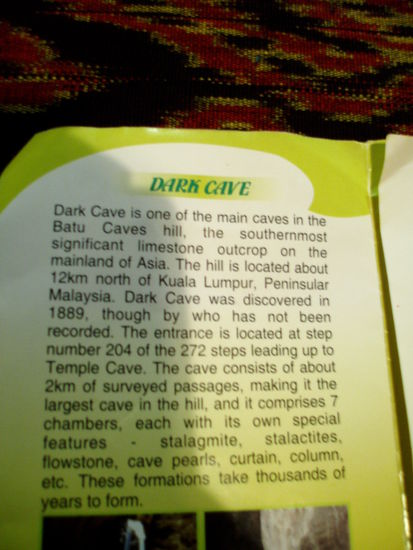 DARK CAVE
Dark Cave is one of the main caves in the
Batu Caves hill, the southernmost
significant limestone outcrop on the
mainland of Asia. The hill is located about
12km north of Kuala Lumpur, Peninsular
Malaysia. Dark Cave was discovered in
1889, though by who has not been
recorded. The entrance is located at step
number 204 of the 272 steps leading up to
Temple Cave. The cave consists of about
2km of surveyed passages, making it the
largest cave in the hill, and it comprises 7
chambers, each with its own special
features - stalagmite, stalactites,
flowstone, cave pearls, curtain, column,
etc. These formations take thousands of
years to form.